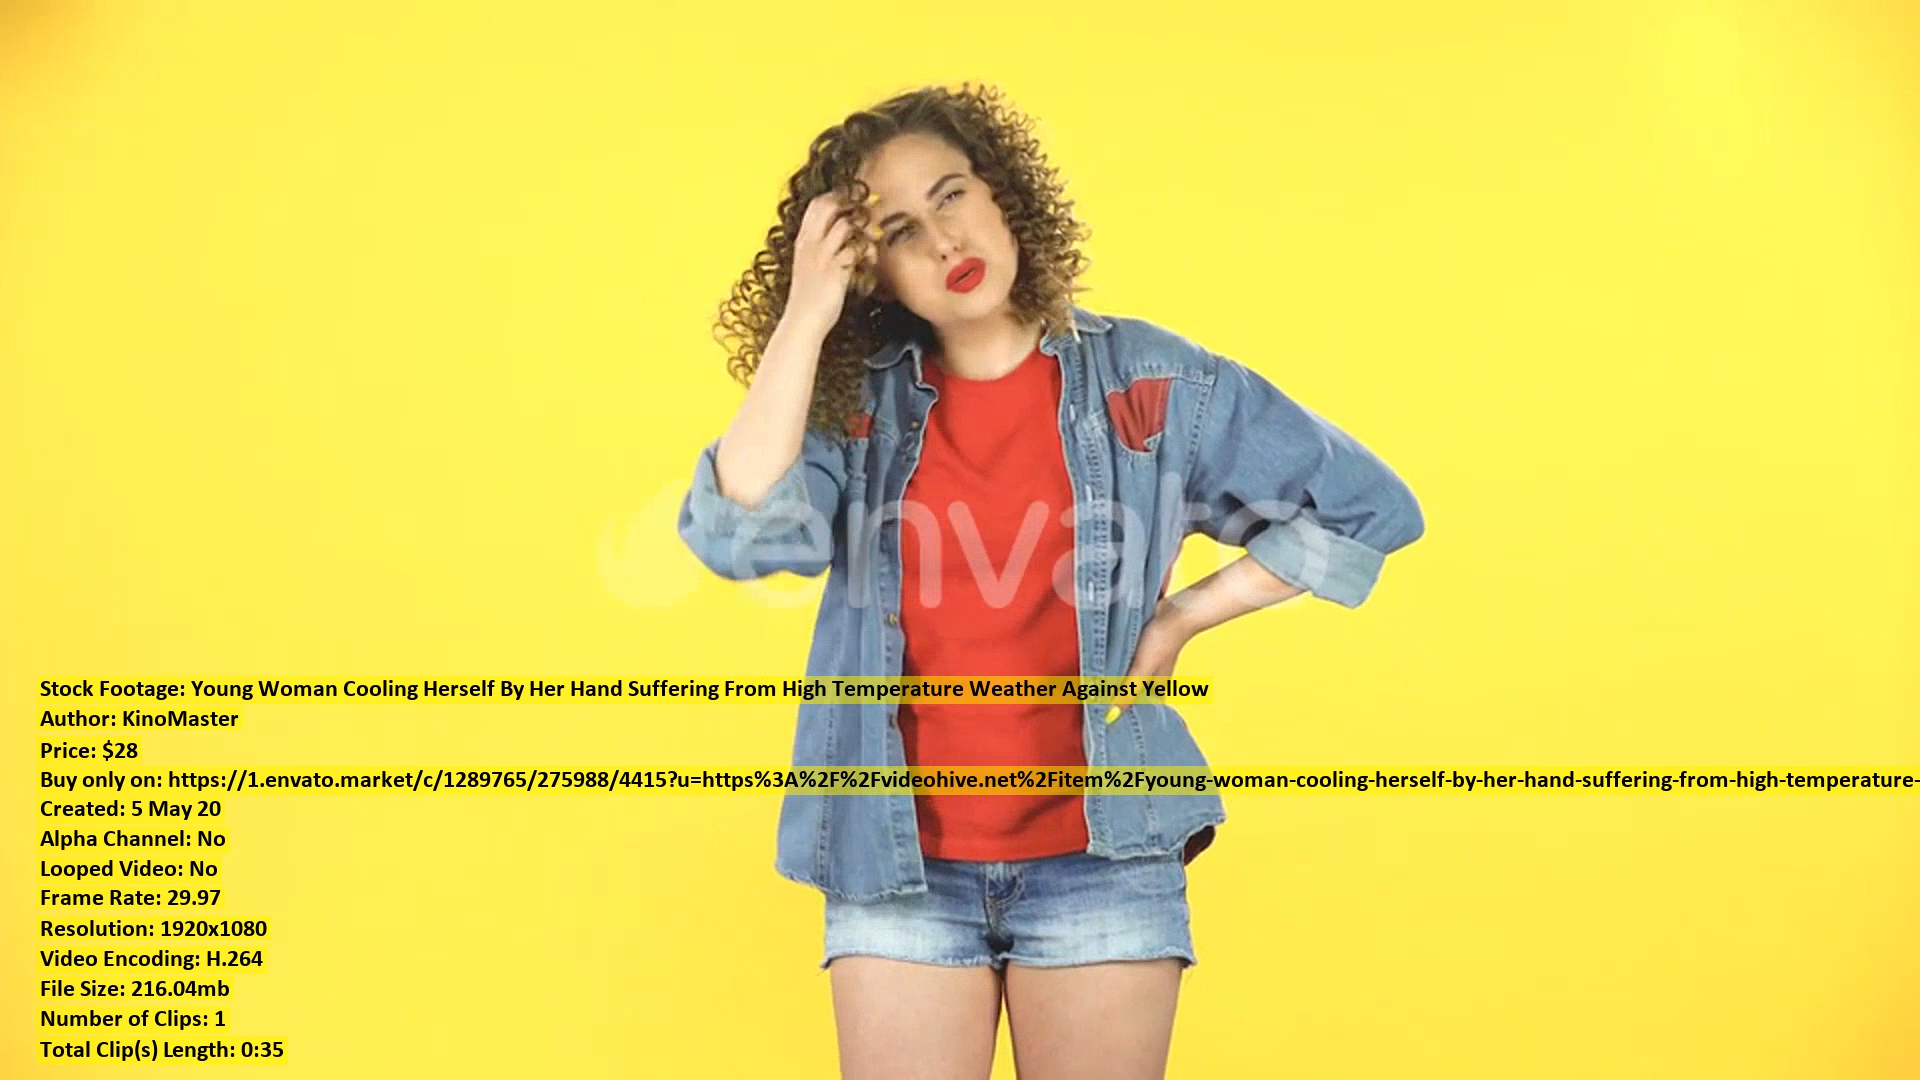 envato
Stock Footage: Young Woman Cooling Herself By Her Hand Suffering From High Temperature Weather Against Yellow
Author: KinoMaster
Price: $28
Buy only on: https://1.envato.market/c/1289765/275988/4415?u=https%3A%2F%2Fvideohive.net%2Fitem%2Fyoung-woman-cooling-herself-by-her-hand-suffering-from-high-temperature-
Created: 5 May 20
Alpha Channel: No
Looped Video: No
Frame Rate: 29.97
Resolution: 1920x1080
Video Encoding: H.264
File Size: 216.04mb
Number of Clips: 1
Total Clip(s) Length: 0:35